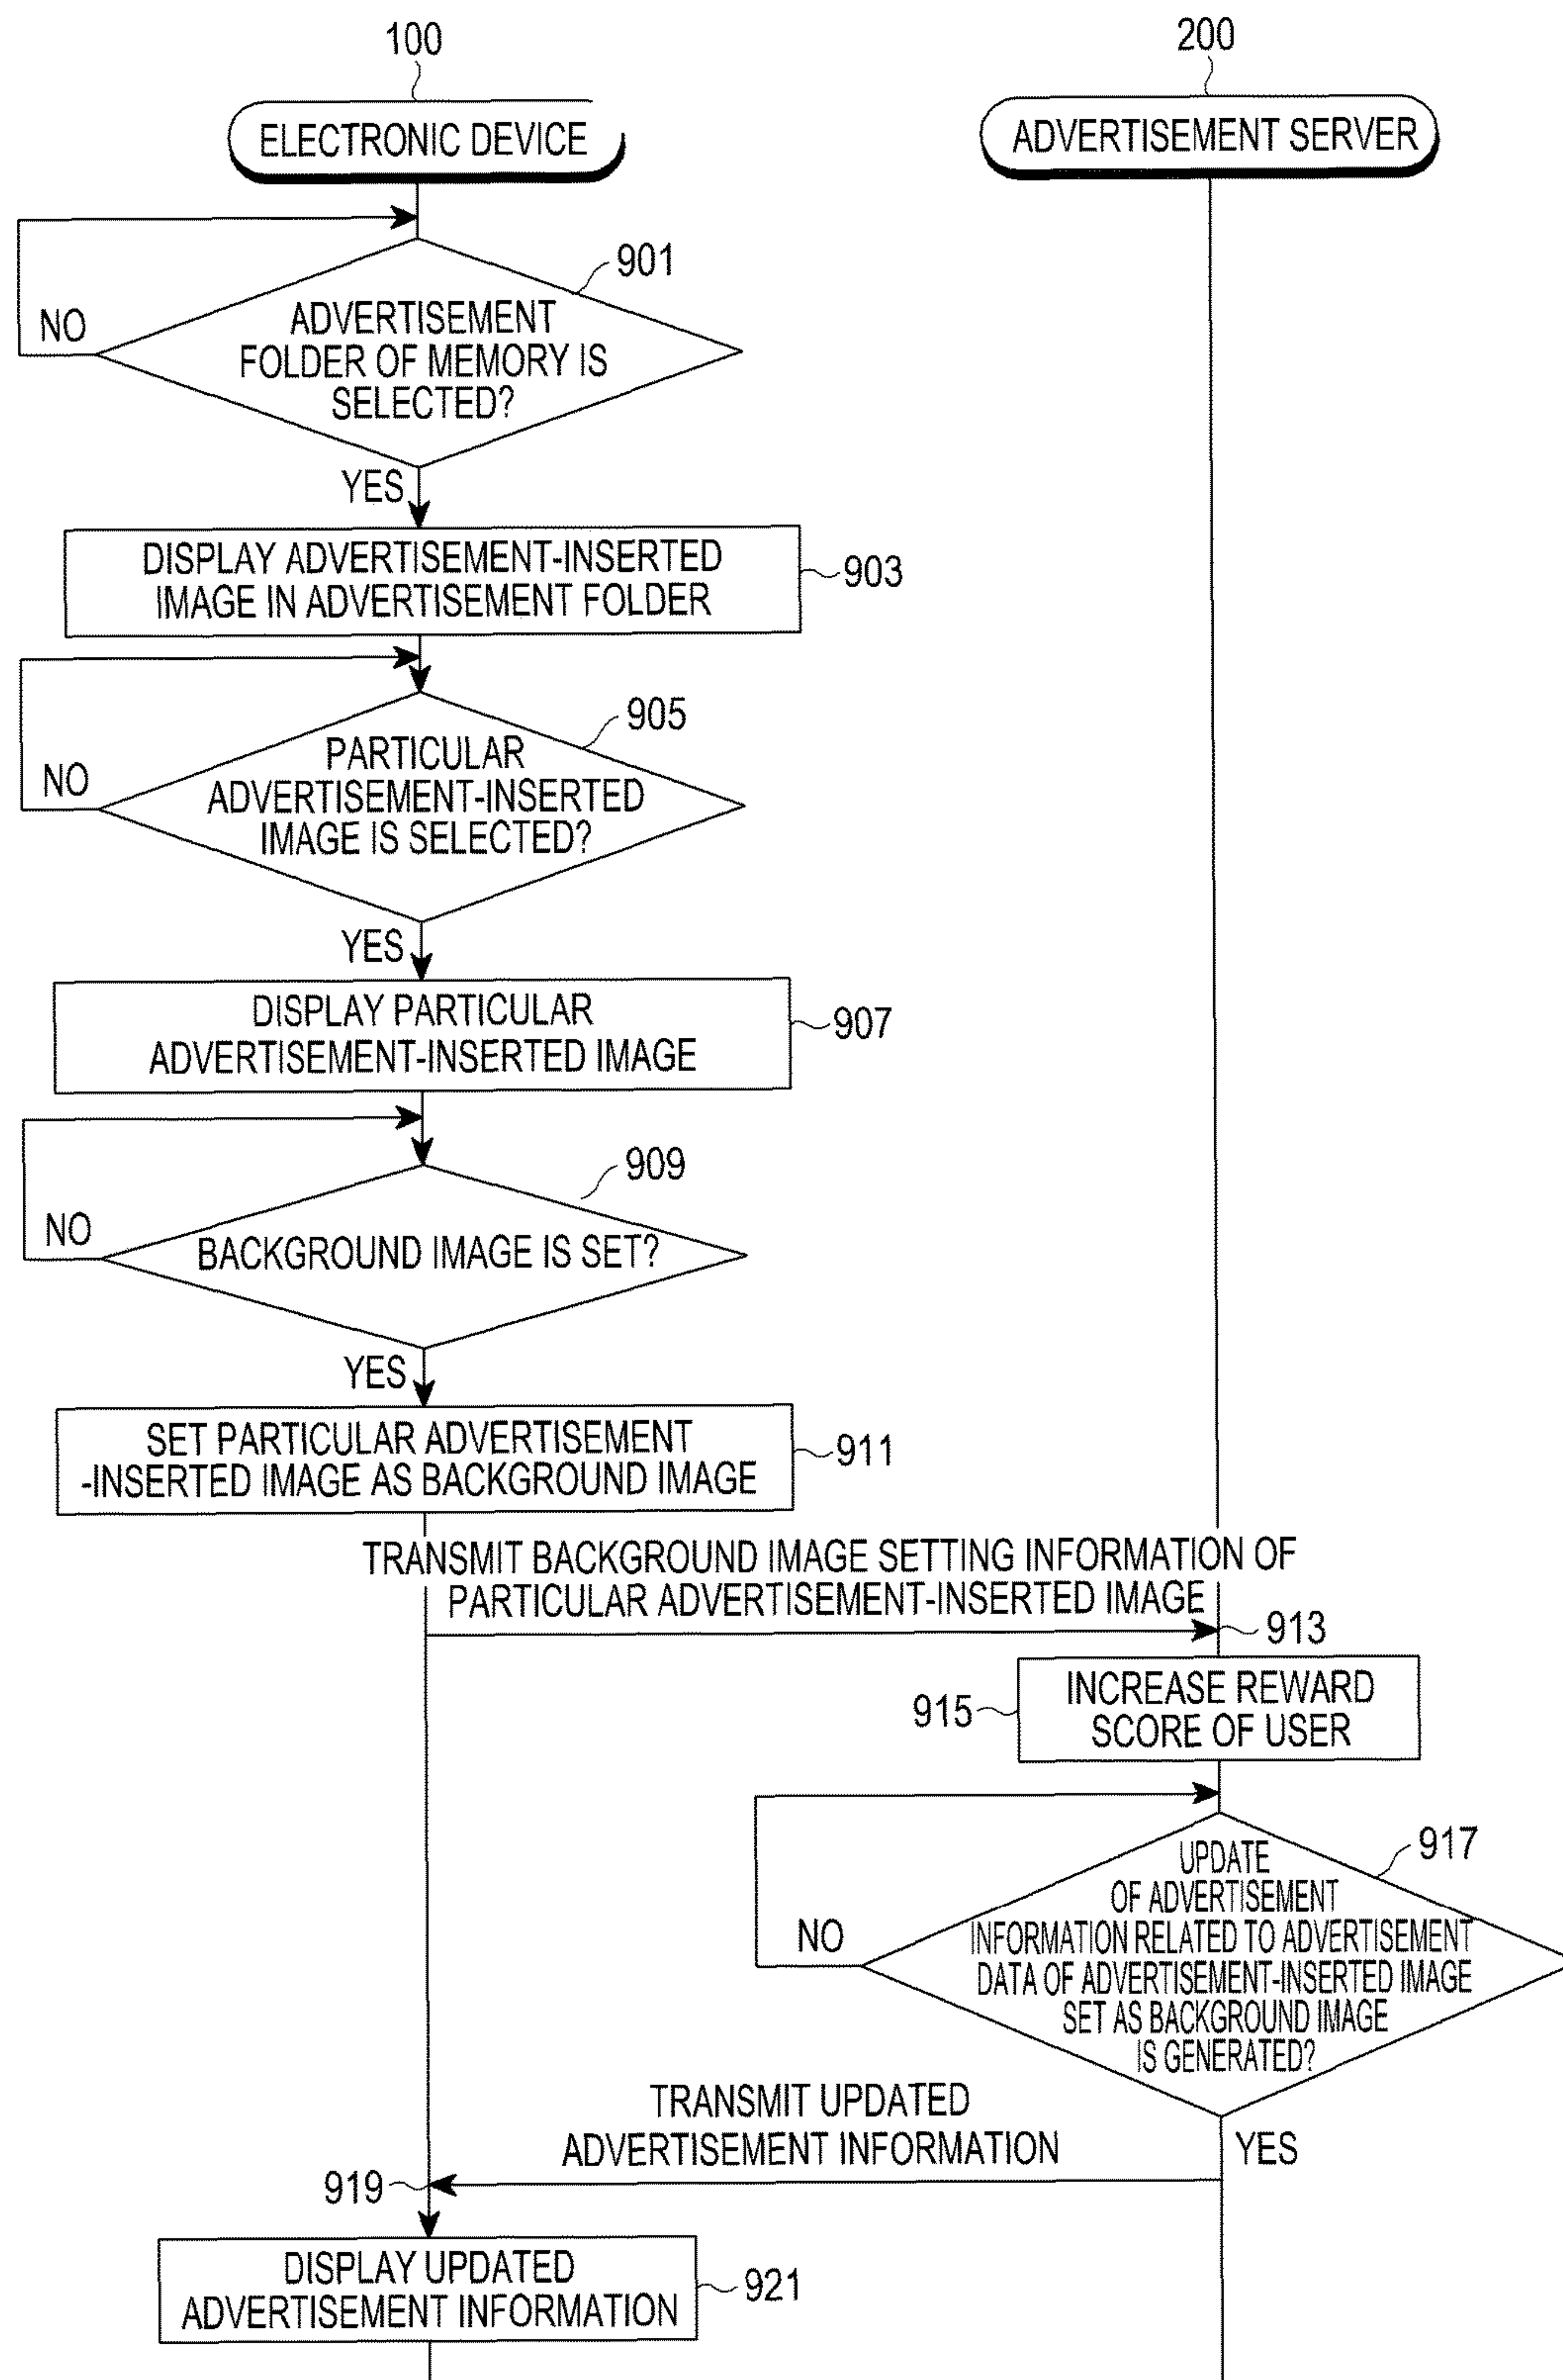 100
200
ELECTRONIC DEVICE
ADVERTISEMENT SERVER
901
ADVERTISEMENT
FOLDER OF MEMORY IS
SELECTED?
NO
YES
DISPLAY ADVERTISEMENT-INSERTED
IMAGE IN ADVERTISEMENT FOLDER
903
905
PARTICULAR
ADVERTISEMENT-INSERTED
IMAGE IS SELECTED?
NO
YES
DISPLAY PARTICULAR
ADVERTISEMENT-INSERTED IMAGE
907
909
BACKGROUND IMAGE IS SET?
NO
YES
SET PARTICULAR ADVERTISEMENT
-INSERTED IMAGE AS BACKGROUND IMAGE
911
TRANSMIT BACKGROUND IMAGE SETTING INFORMATION OF
PARTICULAR ADVERTISEMENT-INSERTED IMAGE
913
INCREASE REWARD
SCORE OF USER
915
917
UPDATE
OF ADVERTISEMENT
INFORMATION RELATED TO ADVERTISEMENT
DATA OF ADVERTISEMENT-INSERTED IMAGE
SET AS BACKGROUND IMAGE
IS GENERATED?
NO
YES
TRANSMIT UPDATED
ADVERTISEMENT INFORMATION
919
DISPLAY UPDATED
ADVERTISEMENT INFORMATION
921